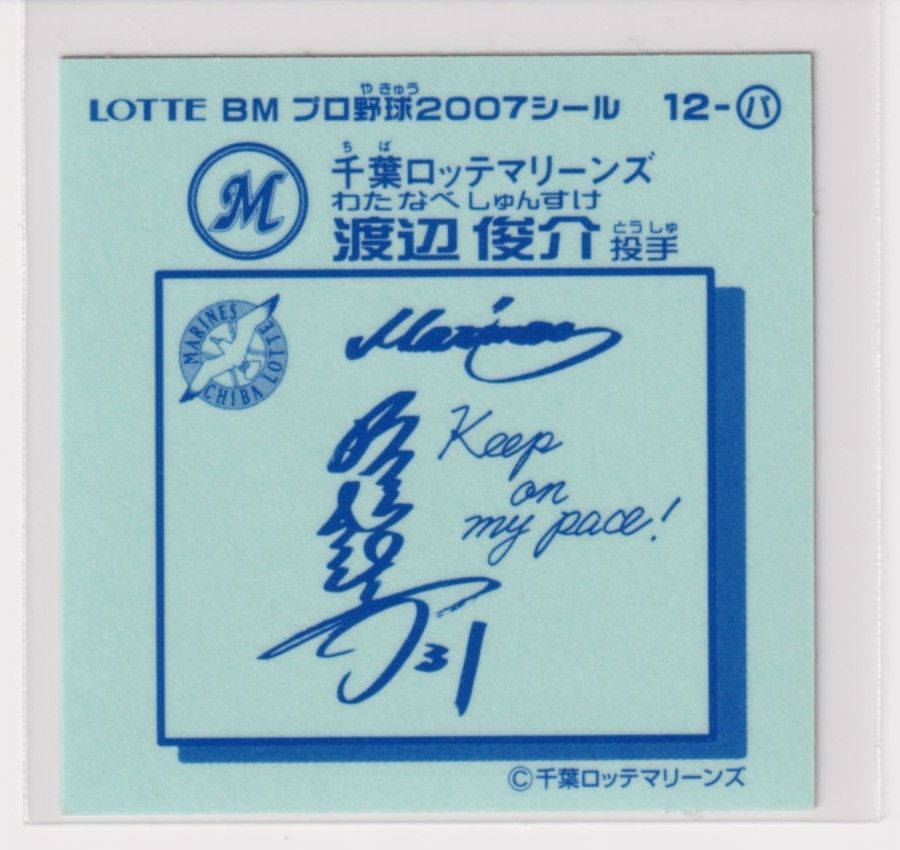 やきゅう
LOTTE BM プロ野球2007シール 12-パ
ちば
千葉ロッテマリーンズ
わたなべ しゅんすけ
とうしゅ
M 渡辺 俊介 投手
MARINES
CHIBA LOTTE
Marines
Keep
on
my pace!
31
©千葉ロッテマリーンズ